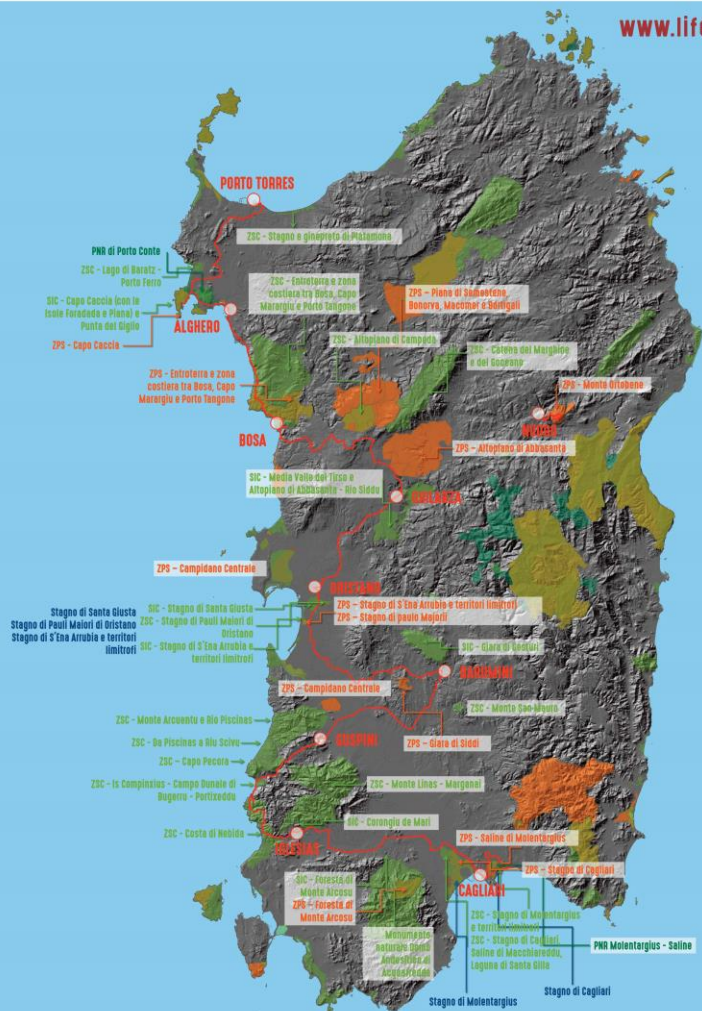 www.life
PORTO TORRES
ZSC - Stagno e ginepreto di Platamona
PNR di Porto Conte
ZSC - Lago di Baratz -
Porto Ferro
SIC - Capo Caccia (con le
Isole Foradada e Piana) e
Punta del Giglio
ZPS - Capo Caccia
ALGHERO
ZSC - Entroterra e zona
costiera tra Bosa, Capo
Marargiu e Porto Tangone
ZPS - Piana di Semestene,
Bonorva, Macomer e Bortigali
ZSC - Altopiano di Campeda
ZSC - Catena del Marghine
e del Goceano
ZPS - Entroterra e zona
costiera tra Bosa, Capo
Marargiu e Porto Tangone
ZPS - Monte Ortobene
NUORO
BOSA
ZPS - Altopiano di Abbasanta
SIC - Media Valle del Tirso e
Altopiano di Abbasanta - Rio Siddu
GHILARZA
ZPS – Campidano Centrale
ORISTANO
Stagno di Santa Giusta
Stagno di Pauli Maiori di Oristano
Stagno di S'Ena Arrubia e territori
limitrofi
SIC - Stagno di Santa Giusta
ZSC - Stagno di Pauli Maiori di
Oristano
SIC - Stagno di S'Ena Arrubia e
territori limitrofi
ZPS – Stagno di S'Ena Arrubia e territori limitrofi
ZPS – Stagno di paulo Majorii
SIC - Giara di Gesturi
BARUMINI
ZPS – Campidano Centrale
ZSC - Monte San Mauro
ZSC - Monte Arcuentu e Rio Piscinas
GUSPINI
ZPS – Giara di Siddi
ZSC - Da Piscinas a Riu Scivu
ZSC - Capo Pecora
ZSC - Is Compinxius - Campo Dunale di
Bugerru - Portixeddu
ZSC - Monte Linas - Marganai
SIC - Corongiu de Mari
ZSC - Costa di Nebida
IGLESIAS
ZPS – Saline di Molentargius
ZPS - Stagno di Cagliari
SIC - Foresta di
Monte Arcosu
ZPS - Foresta di
Monte Arcosu
CAGLIARI
ZSC - Stagno di Molentargius
e territori limitrofi
ZSC - Stagno di Cagliari,
Saline di Macchiareddu,
Laguna di Santa Gilla
Monumento
naturale Domo
Andesitico di
Acquafredda
PNR Molentargius - Saline
Stagno di Cagliari
Stagno di Molentargius